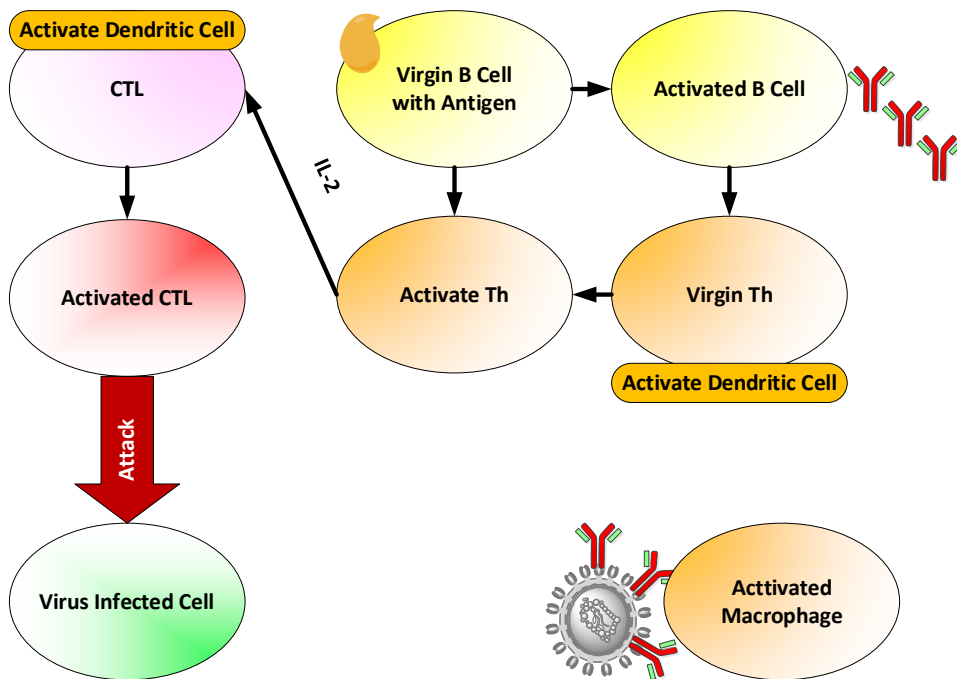 Activate Dendritic Cell
CTL
Virgin B Cell
with Antigen
Activated B Cell
IL-2
Activated CTL
Activate Th
Virgin Th
Activate Dendritic Cell
Attack
Virus Infected Cell
Acttivated
Macrophage